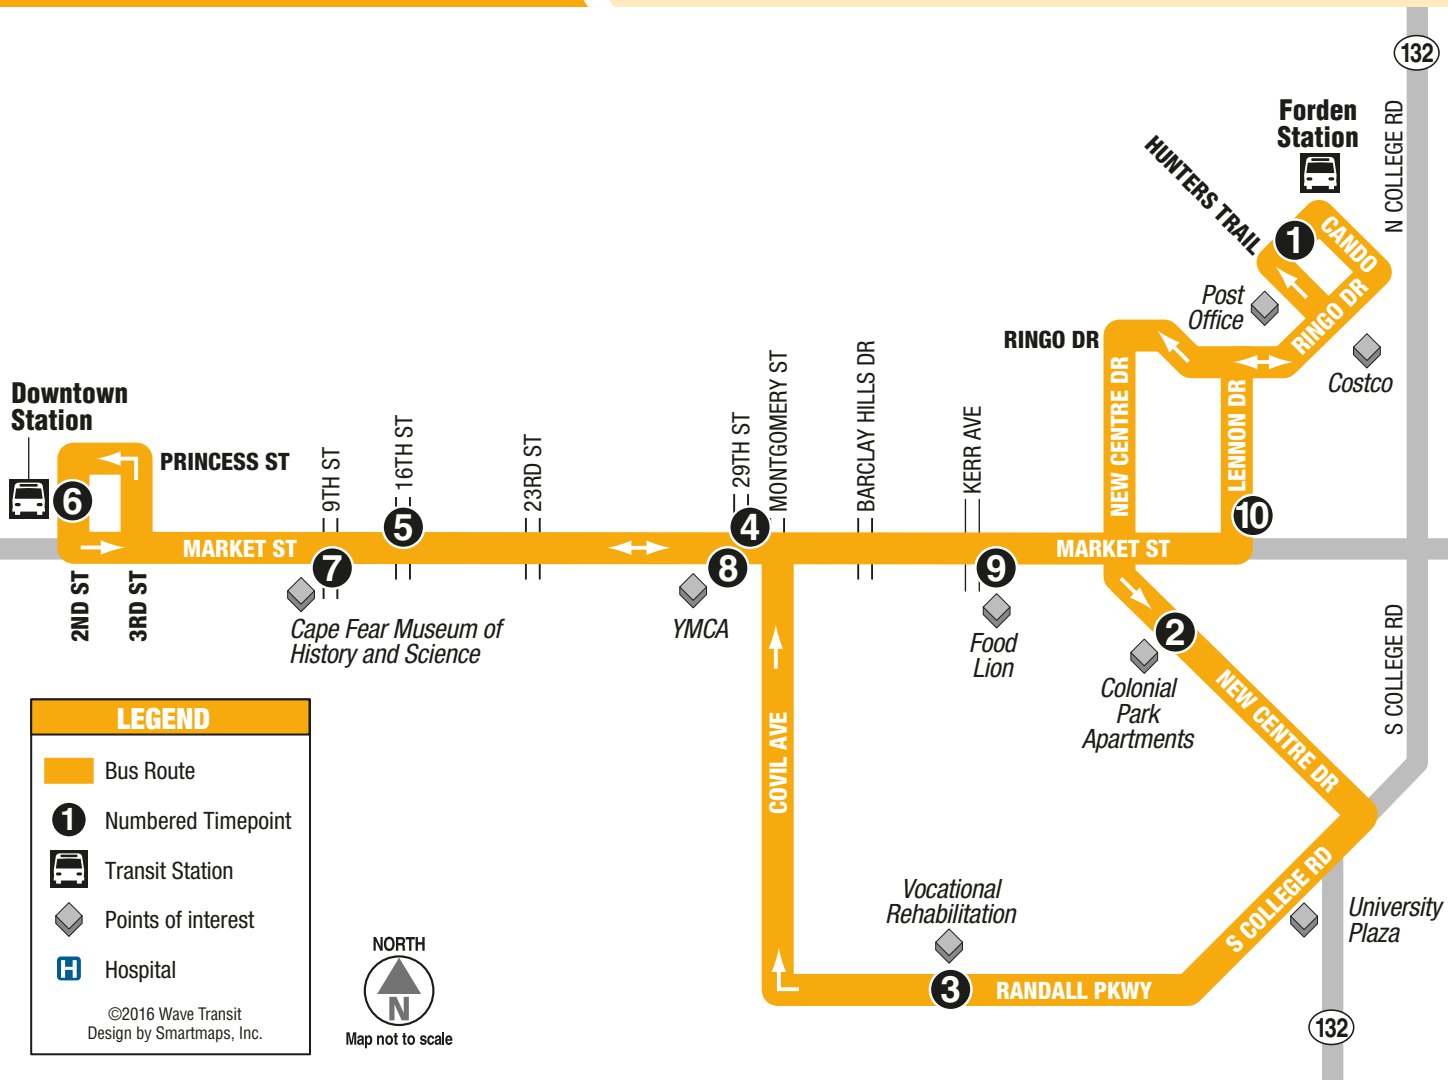 132
N COLLEGE RD
Forden
Station
HUNTERS TRAIL
1
CANDO
RINGO DR
Post
Office
Costco
RINGO DR
NEW CENTRE DR
LENNON DR
10
Downtown
Station
6
PRINCESS ST
2ND ST
3RD ST
MARKET ST
9TH ST
7
Cape Fear Museum of
History and Science
16TH ST
5
23RD ST
29TH ST
4
8
YMCA
MONTGOMERY ST
BARCLAY HILLS DR
KERR AVE
9
Food
Lion
MARKET ST
2
Colonial
Park
Apartments
NEW CENTRE DR
S COLLEGE RD
COVIL AVE
Vocational
Rehabilitation
3
RANDALL PKWY
S COLLEGE RD
University
Plaza
132
LEGEND
Bus Route
1
Numbered Timepoint
Transit Station
Points of interest
H
Hospital
©2016 Wave Transit
Design by Smartmaps, Inc.
NORTH
N
Map not to scale